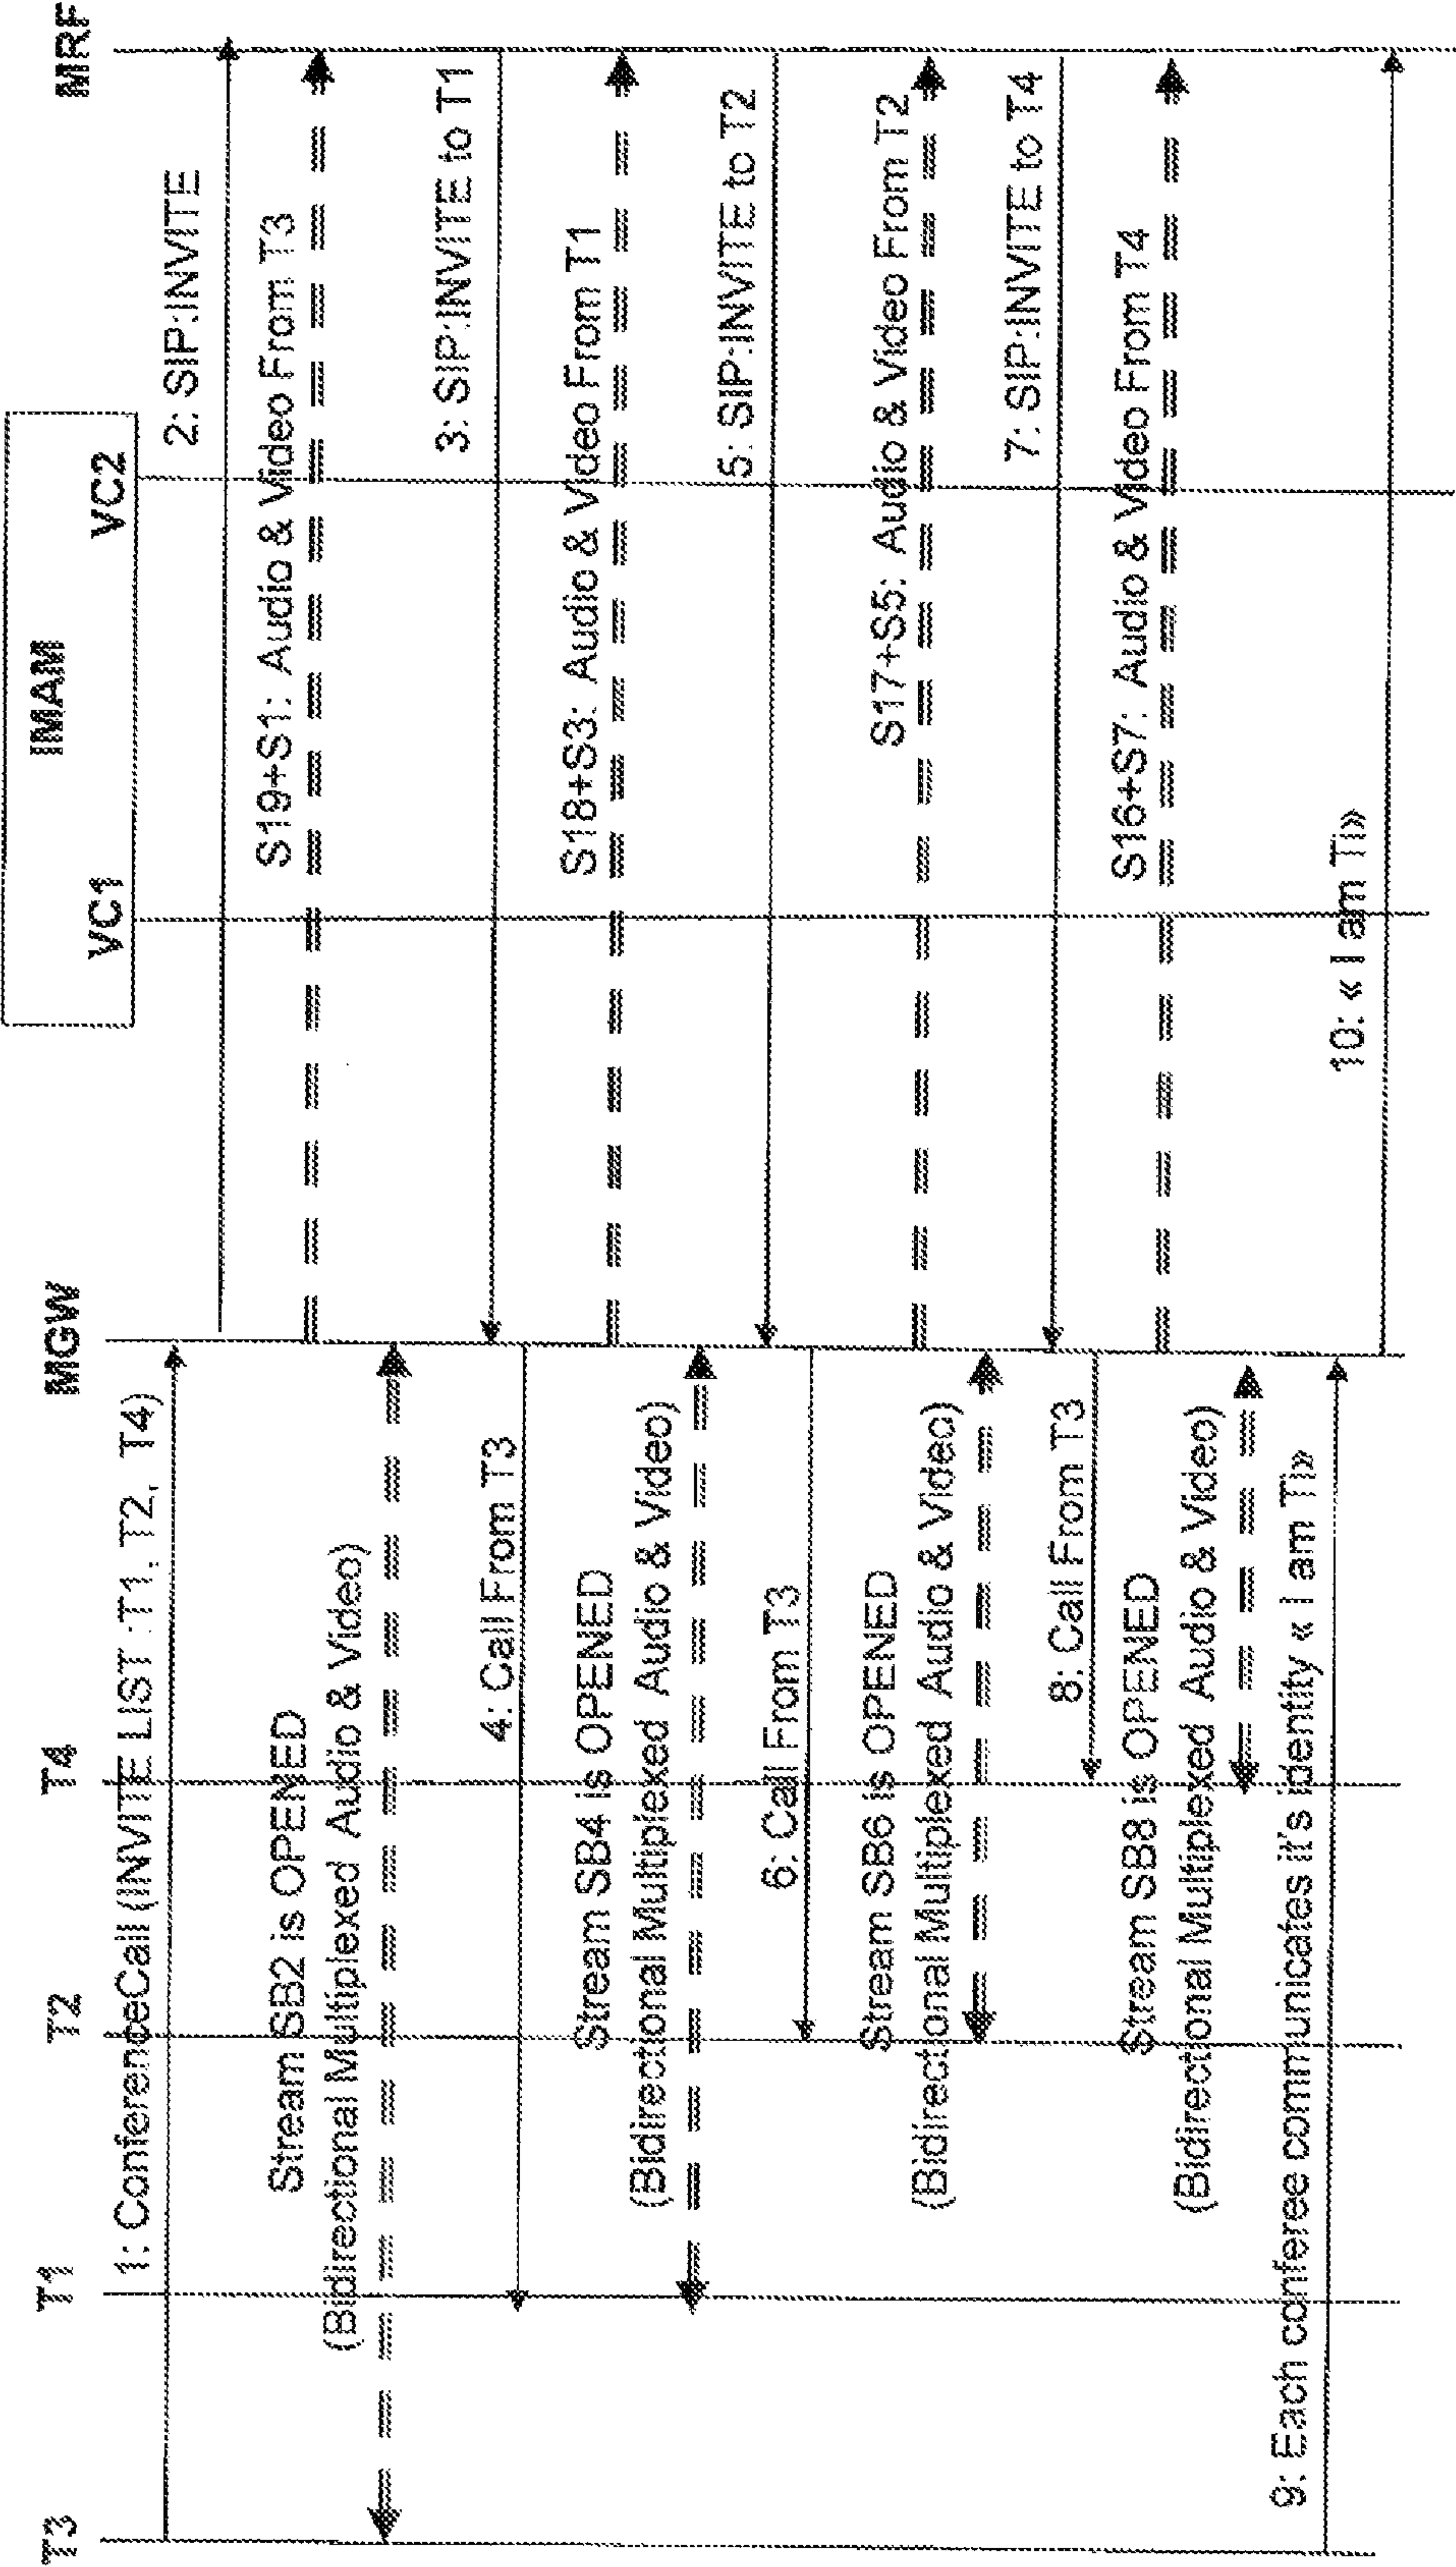 IMAM
T3 T1 T2 T4 MGW VC1 VC2 MRF
1: ConferenceCall (INVITE LIST :T1, T2, T4)
2: SIP:INVITE
S19+S1: Audio & Video From T3
Stream SB2 is OPENED
(Bidirectional Multiplexed Audio & Video)
3: SIP:INVITE to T1
4: Call From T3
S18+S3: Audio & Video From T1
Stream SB4 is OPENED
(Bidirectional Multiplexed Audio & Video)
5: SIP:INVITE to T2
6: Call From T3
S17+S5: Audio & Video From T2
Stream SB6 is OPENED
(Bidirectional Multiplexed Audio & Video)
7: SIP:INVITE to T4
8: Call From T3
S16+S7: Audio & Video From T4
Stream SB8 is OPENED
(Bidirectional Multiplexed Audio & Video)
9: Each conferee communicates it's identity « I am Ti»
10: « I am Ti»